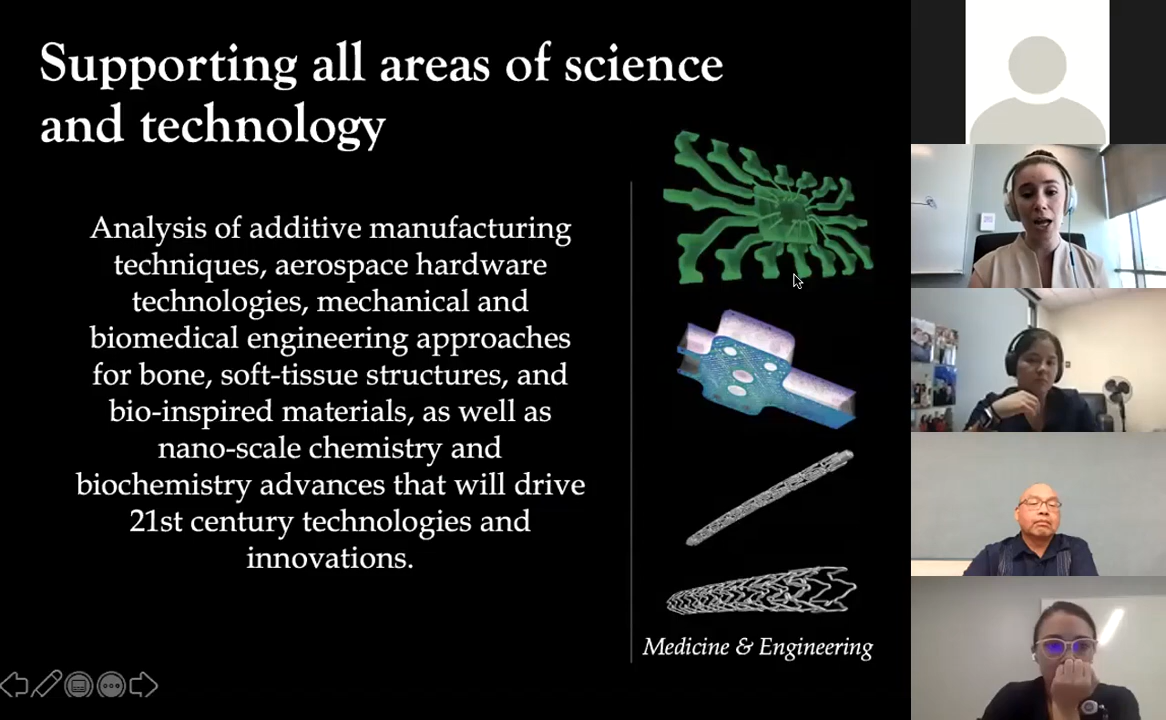 Supporting all areas of science
and technology
Analysis of additive manufacturing
techniques, aerospace hardware
technologies, mechanical and
biomedical engineering approaches
for bone, soft-tissue structures, and
bio-inspired materials, as well as
nano-scale chemistry and
biochemistry advances that will drive
21st century technologies and
innovations.
Medicine & Engineering